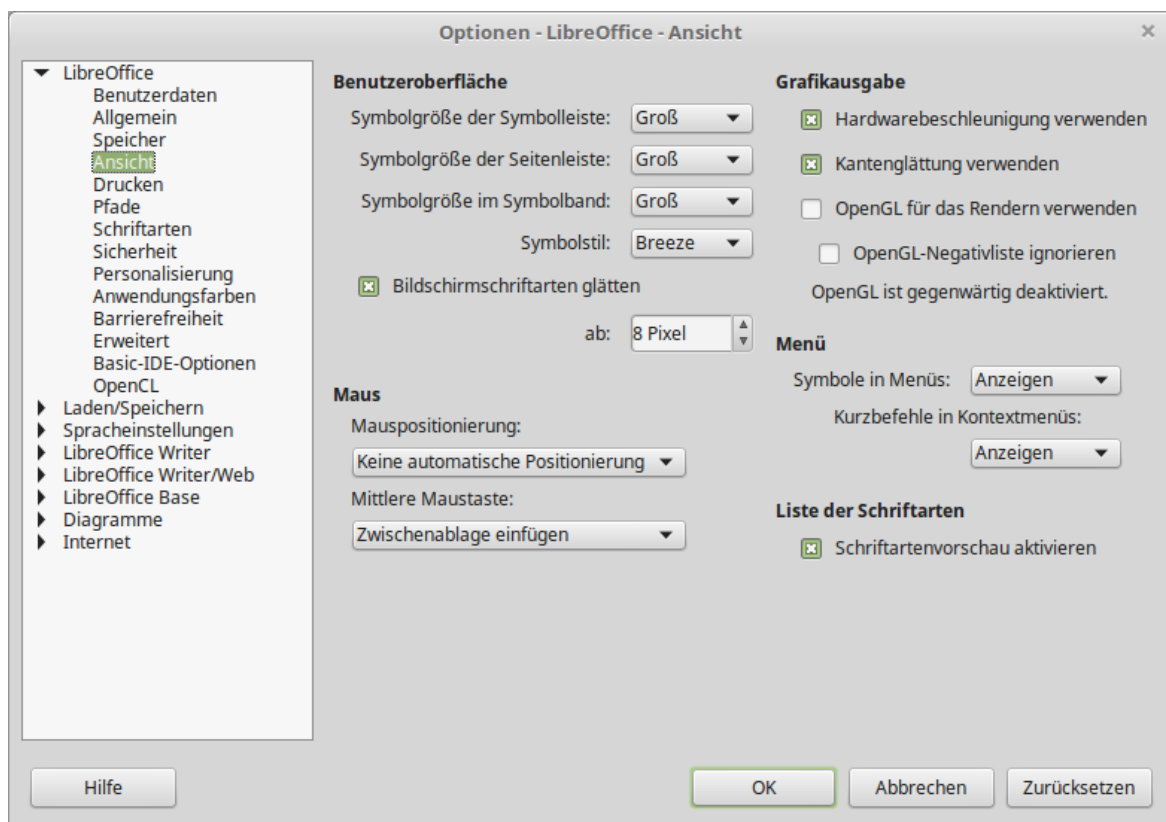 Optionen - LibreOffice - Ansicht
LibreOffice
Benutzerdaten
Allgemein
Speicher
Ansicht
Drucken
Pfade
Schriftarten
Sicherheit
Personalisierung
Anwendungsfarben
Barrierefreiheit
Erweitert
Basic-IDE-Optionen
OpenCL
Laden/Speichern
Spracheinstellungen
LibreOffice Writer
LibreOffice Writer/Web
LibreOffice Base
Diagramme
Internet
Benutzeroberfläche
Symbolgröße der Symbolleiste: Groß
Symbolgröße der Seitenleiste: Groß
Symbolgröße im Symbolband: Groß
Symbolstil: Breeze
Bildschirmschriftarten glätten
ab: 8 Pixel
Maus
Mauspositionierung:
Keine automatische Positionierung
Mittlere Maustaste:
Zwischenablage einfügen
Grafikausgabe
Hardwarebeschleunigung verwenden
Kantenglättung verwenden
OpenGL für das Rendern verwenden
OpenGL-Negativliste ignorieren
OpenGL ist gegenwärtig deaktiviert.
Menü
Symbole in Menüs: Anzeigen
Kurzbefehle in Kontextmenüs:
Anzeigen
Liste der Schriftarten
Schriftartenvorschau aktivieren
Hilfe
OK
Abbrechen
Zurücksetzen